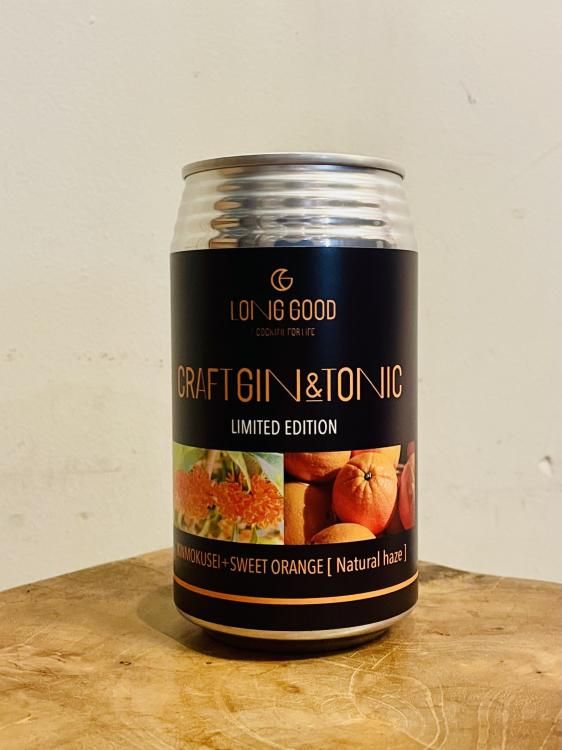 LONG GOOD
COCKTAIL FOR LIFE
CRAFT GIN & TONIC
LIMITED EDITION
KINMOKUSEI+SWEET ORANGE [ Natural haze ]